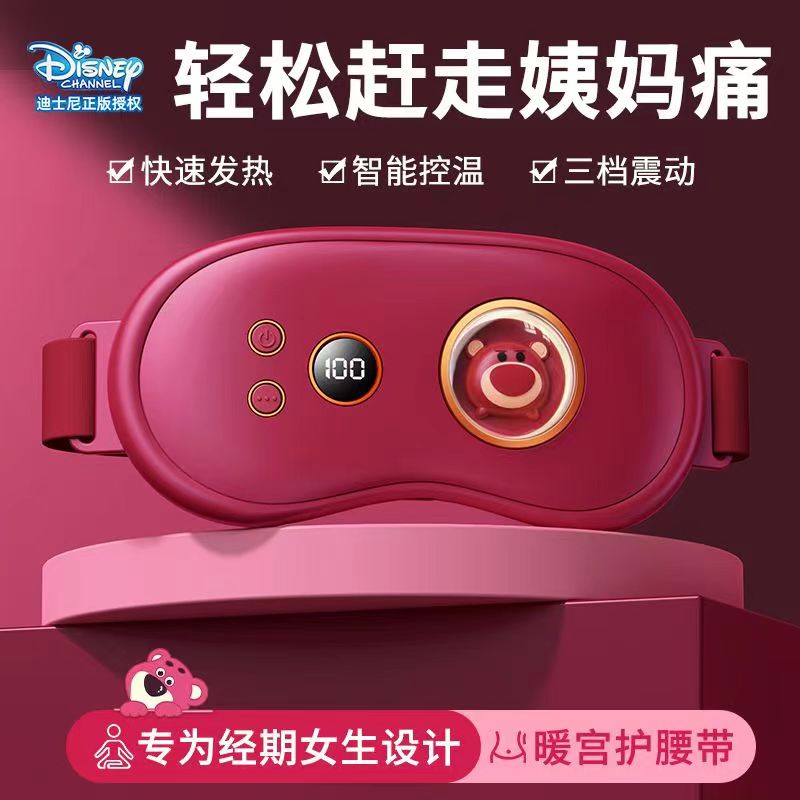 Disney
CHANNEL
迪士尼正版授权
轻松赶走姨妈痛
快速发热 智能控温 三档震动
100
专为经期女生设计 暖宫护腰带